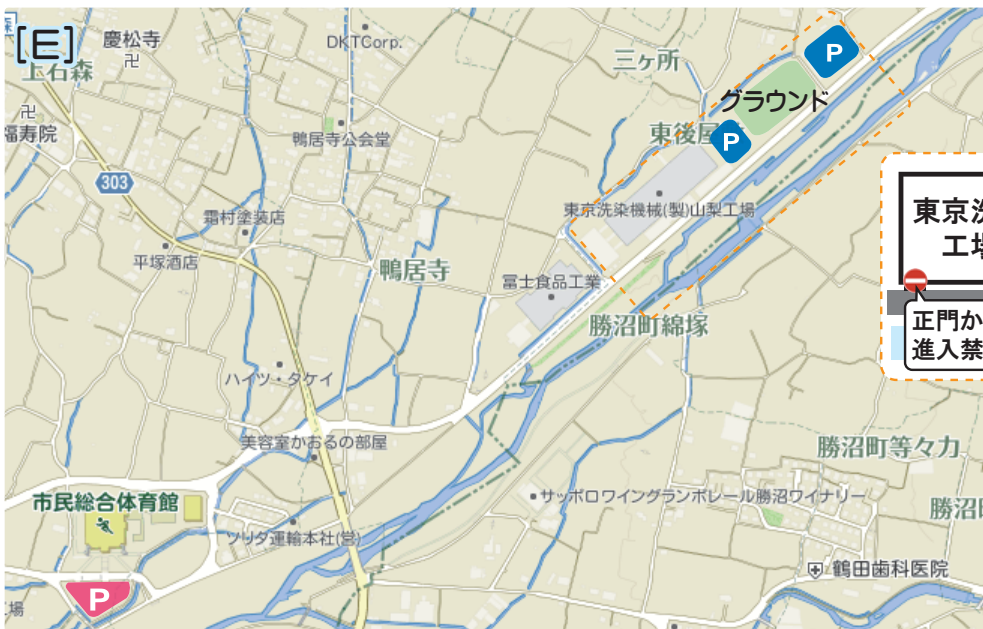 [E]
慶松寺
上石森
DKTCorp.
三ヶ所
P
グラウンド
福寿院
鴨居寺公会堂
東後屋
P
303
霜村塗装店
東京洗染機械(製)山梨工場
平塚酒店
鴨居寺
冨士食品工業
勝沼町綿塚
東京洗
工場
正門か
進入禁
ハイツ・タケイ
美容室かおるの部屋
勝沼町等々力
市民総合体育館
サッポロワイングランポレール勝沼ワイナリー
勝沼町
ソリダ運輸本社(営)
鶴田歯科医院
P
工場